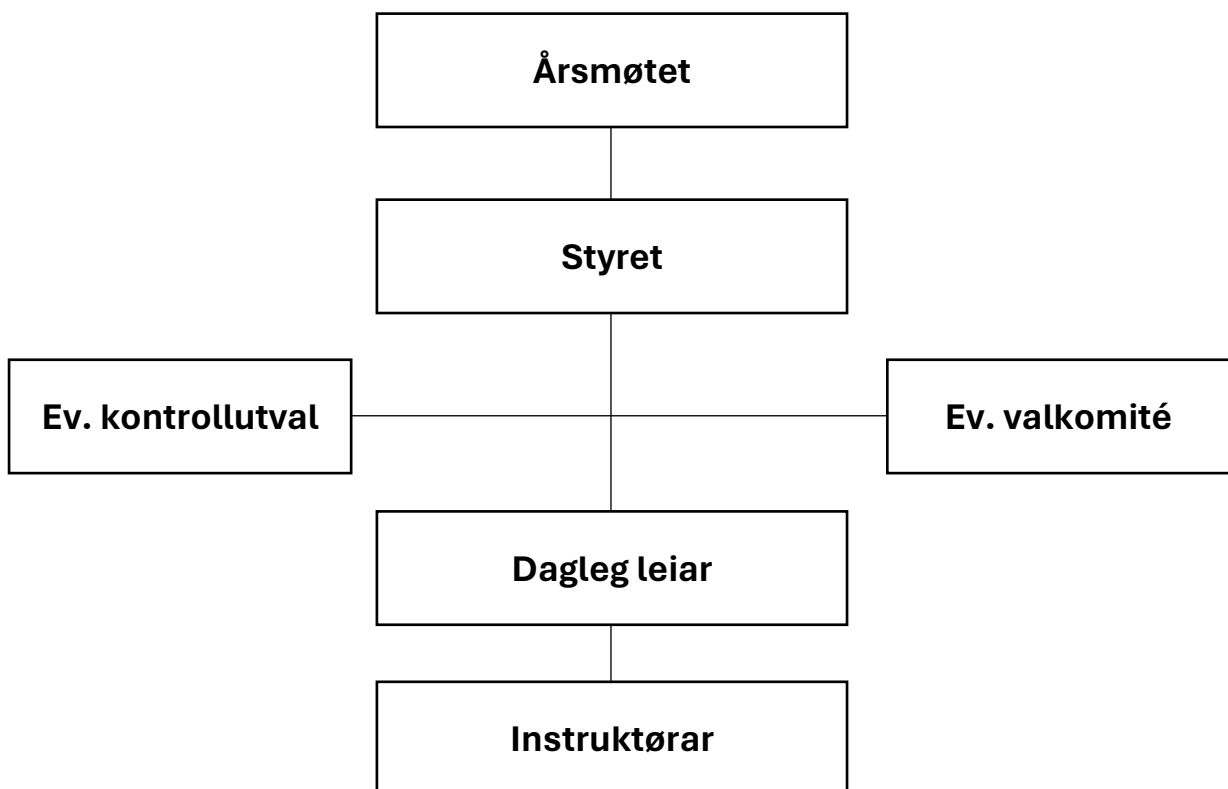 Årsmøtet
Styret
Ev. kontrollutval
Ev. valkomité
Dagleg leiar
Instruktørar